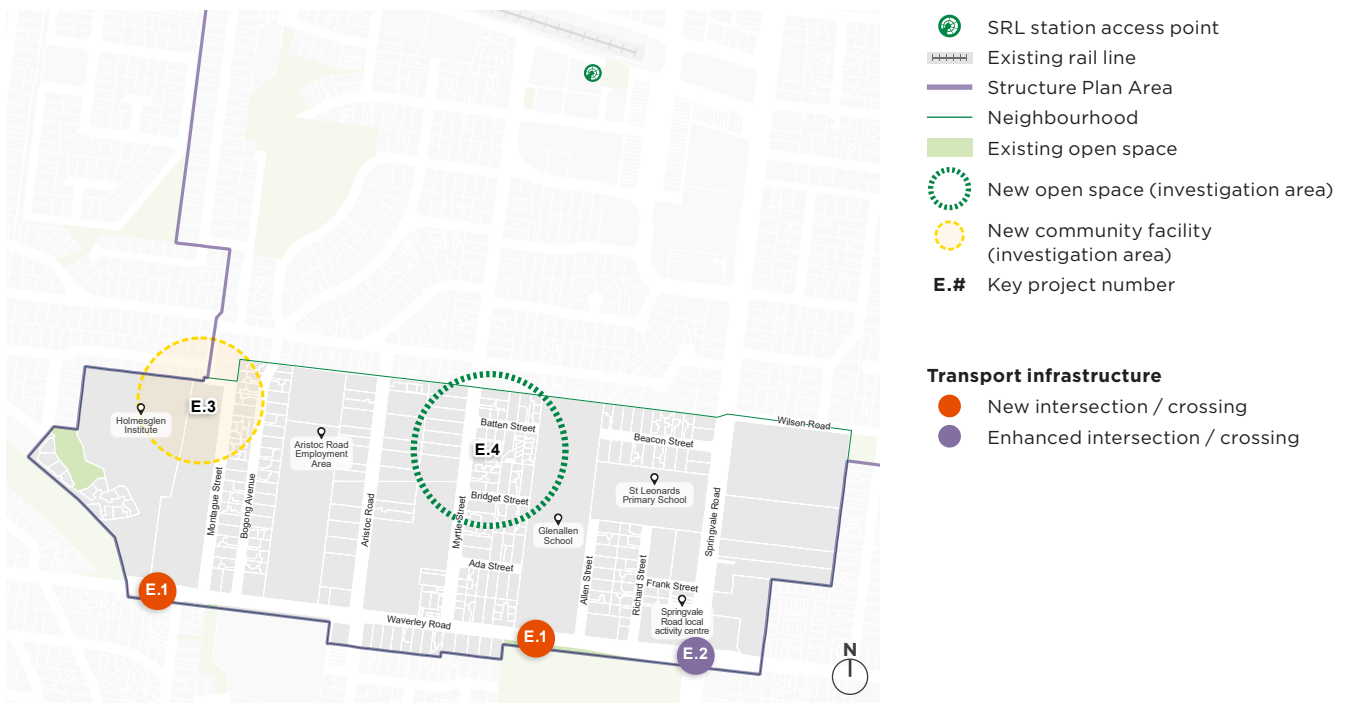 SRL station access point
Existing rail line
Structure Plan Area
Neighbourhood
Existing open space
New open space (investigation area)
New community facility
(investigation area)
E.# Key project number
Transport infrastructure
New intersection / crossing
Enhanced intersection / crossing
E.3
Holmesglen
Institute
Montague Street
Bogong Avenue
Aristoc Road
Employment
Area
Aristoc Road
Batten Street
E.4
Bridget Street
Myrtle Street
Ada Street
Glenallen
School
Beacon Street
Wilson Road
St Leonards
Primary School
Springvale Road
Allen Street
Richard Street
Frank Street
Springvale
Road local
activity centre
Waverley Road
E.1
E.1
E.2
N